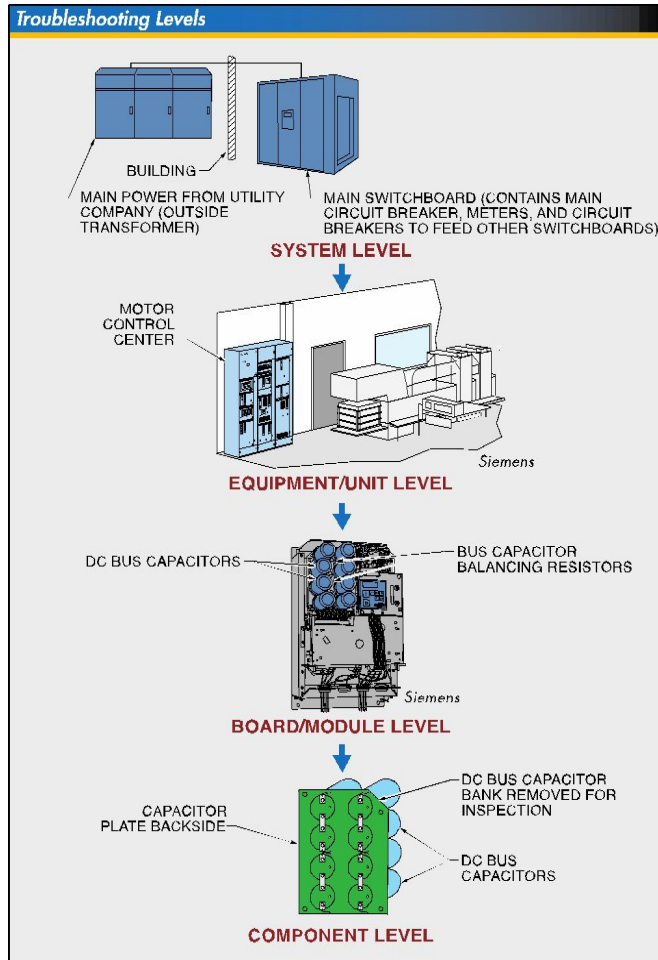 Troubleshooting Levels
BUILDING
MAIN POWER FROM UTILITY
COMPANY (OUTSIDE
TRANSFORMER)
MAIN SWITCHBOARD (CONTAINS MAIN
CIRCUIT BREAKER, METERS, AND CIRCUIT
BREAKERS TO FEED OTHER SWITCHBOARDS)
SYSTEM LEVEL
MOTOR
CONTROL
CENTER
Siemens
EQUIPMENT/UNIT LEVEL
DC BUS CAPACITORS
BUS CAPACITOR
BALANCING RESISTORS
Siemens
BOARD/MODULE LEVEL
CAPACITOR
PLATE BACKSIDE
DC BUS CAPACITOR
BANK REMOVED FOR
INSPECTION
DC BUS
CAPACITORS
COMPONENT LEVEL